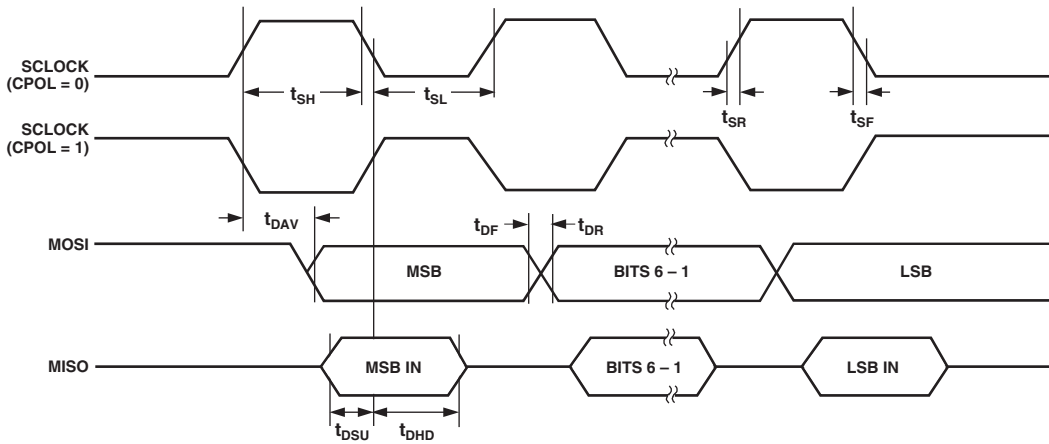 SCLOCK
(CPOL = 0)
tSH
tSL
tSR
tSF
SCLOCK
(CPOL = 1)
tDAV
tDF
tDR
MOSI
MSB
BITS 6 – 1
LSB
MISO
MSB IN
BITS 6 – 1
LSB IN
tDSU
tDHD